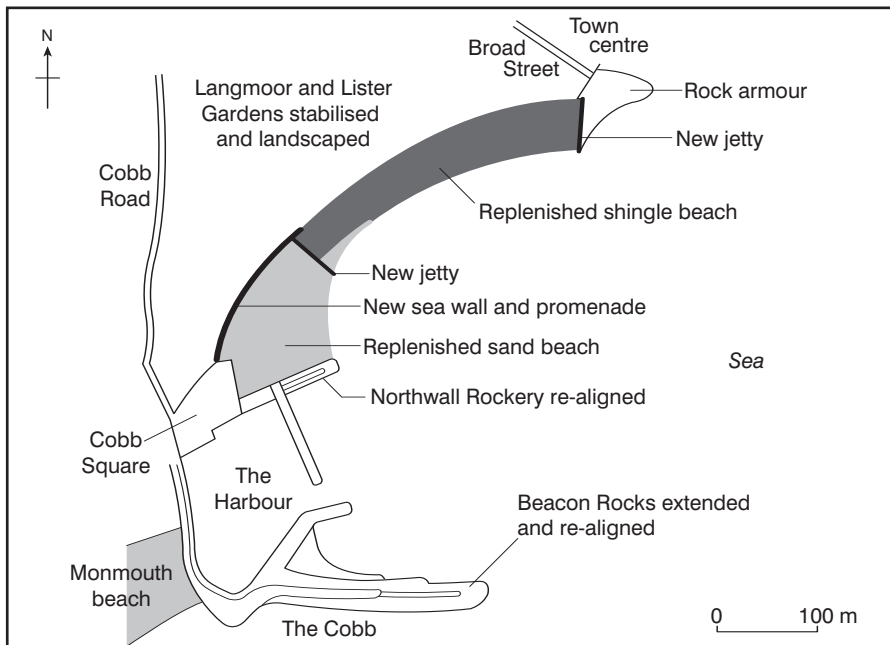 N
Town
centre
Broad
Street
Langmoor and Lister
Gardens stabilised
and landscaped
Rock armour
New jetty
Cobb
Road
Replenished shingle beach
New jetty
New sea wall and promenade
Replenished sand beach
Sea
Northwall Rockery re-aligned
Cobb
Square
The
Harbour
Beacon Rocks extended
and re-aligned
Monmouth
beach
The Cobb
0 100 m